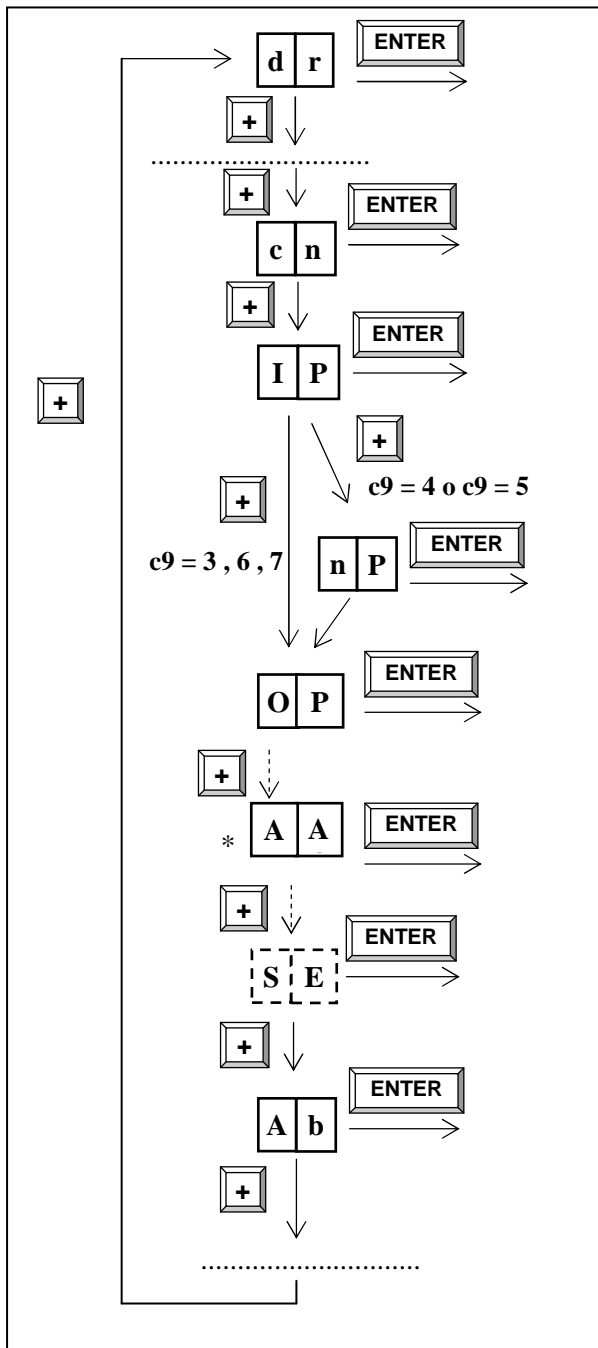 ENTER
d r
+
........................................
+
ENTER
c n
+
ENTER
I P
+
+
c9 = 4 o c9 = 5
+
ENTER
c9 = 3 , 6 , 7
n P
ENTER
O P
+
ENTER
* A A
+
ENTER
S E
+
ENTER
A b
+
........................................